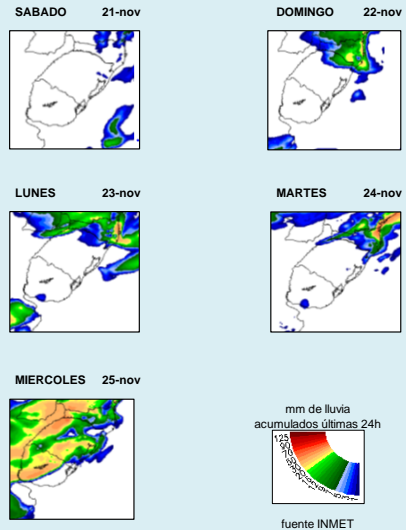 SABADO 21-nov
DOMINGO 22-nov
LUNES 23-nov
MARTES 24-nov
MIERCOLES 25-nov
mm de lluvia
acumulados últimas 24h
fuente INMET